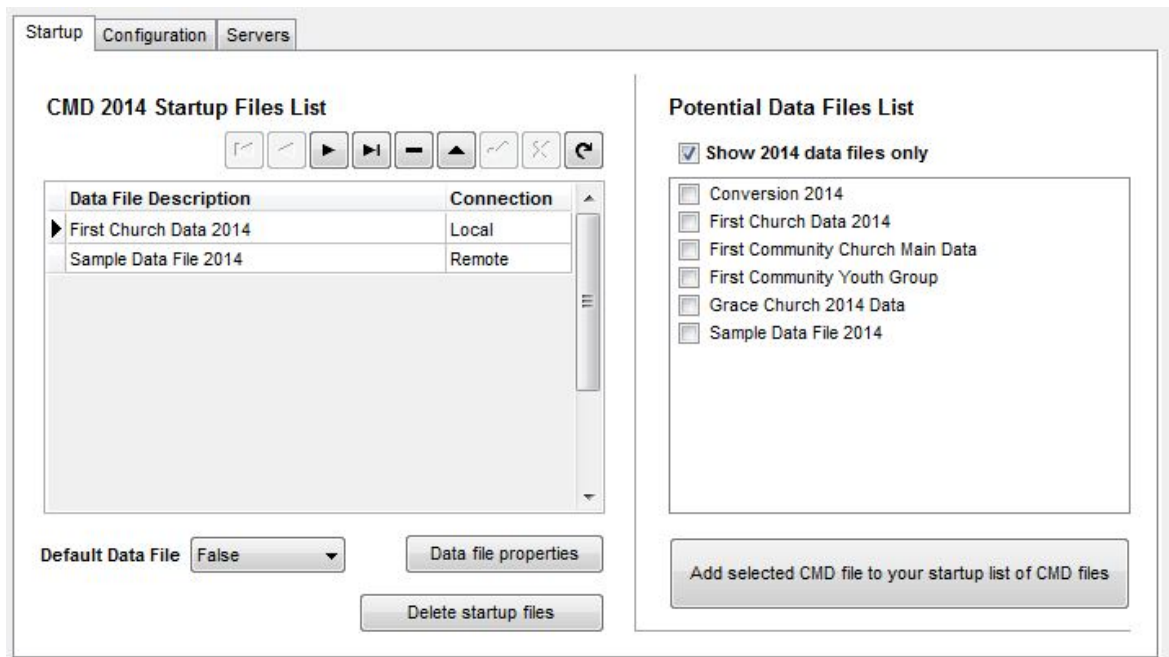 Startup Configuration Servers
CMD 2014 Startup Files List
Data File Description Connection
First Church Data 2014 Local
Sample Data File 2014 Remote
Default Data File False Data file properties
Delete startup files
Potential Data Files List
Show 2014 data files only
Conversion 2014
First Church Data 2014
First Community Church Main Data
First Community Youth Group
Grace Church 2014 Data
Sample Data File 2014
Add selected CMD file to your startup list of CMD files